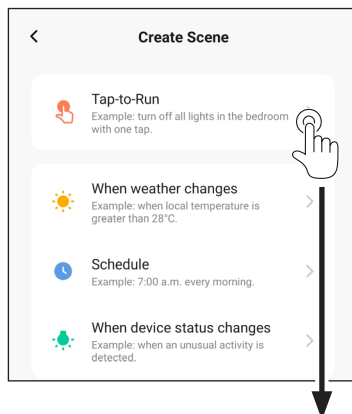 Create Scene
Tap-to-Run
Example: turn off all lights in the bedroom
with one tap.
When weather changes
Example: when local temperature is
greater than 28°C.
Schedule
Example: 7:00 a.m. every morning.
When device status changes
Example: when an unusual activity is
detected.